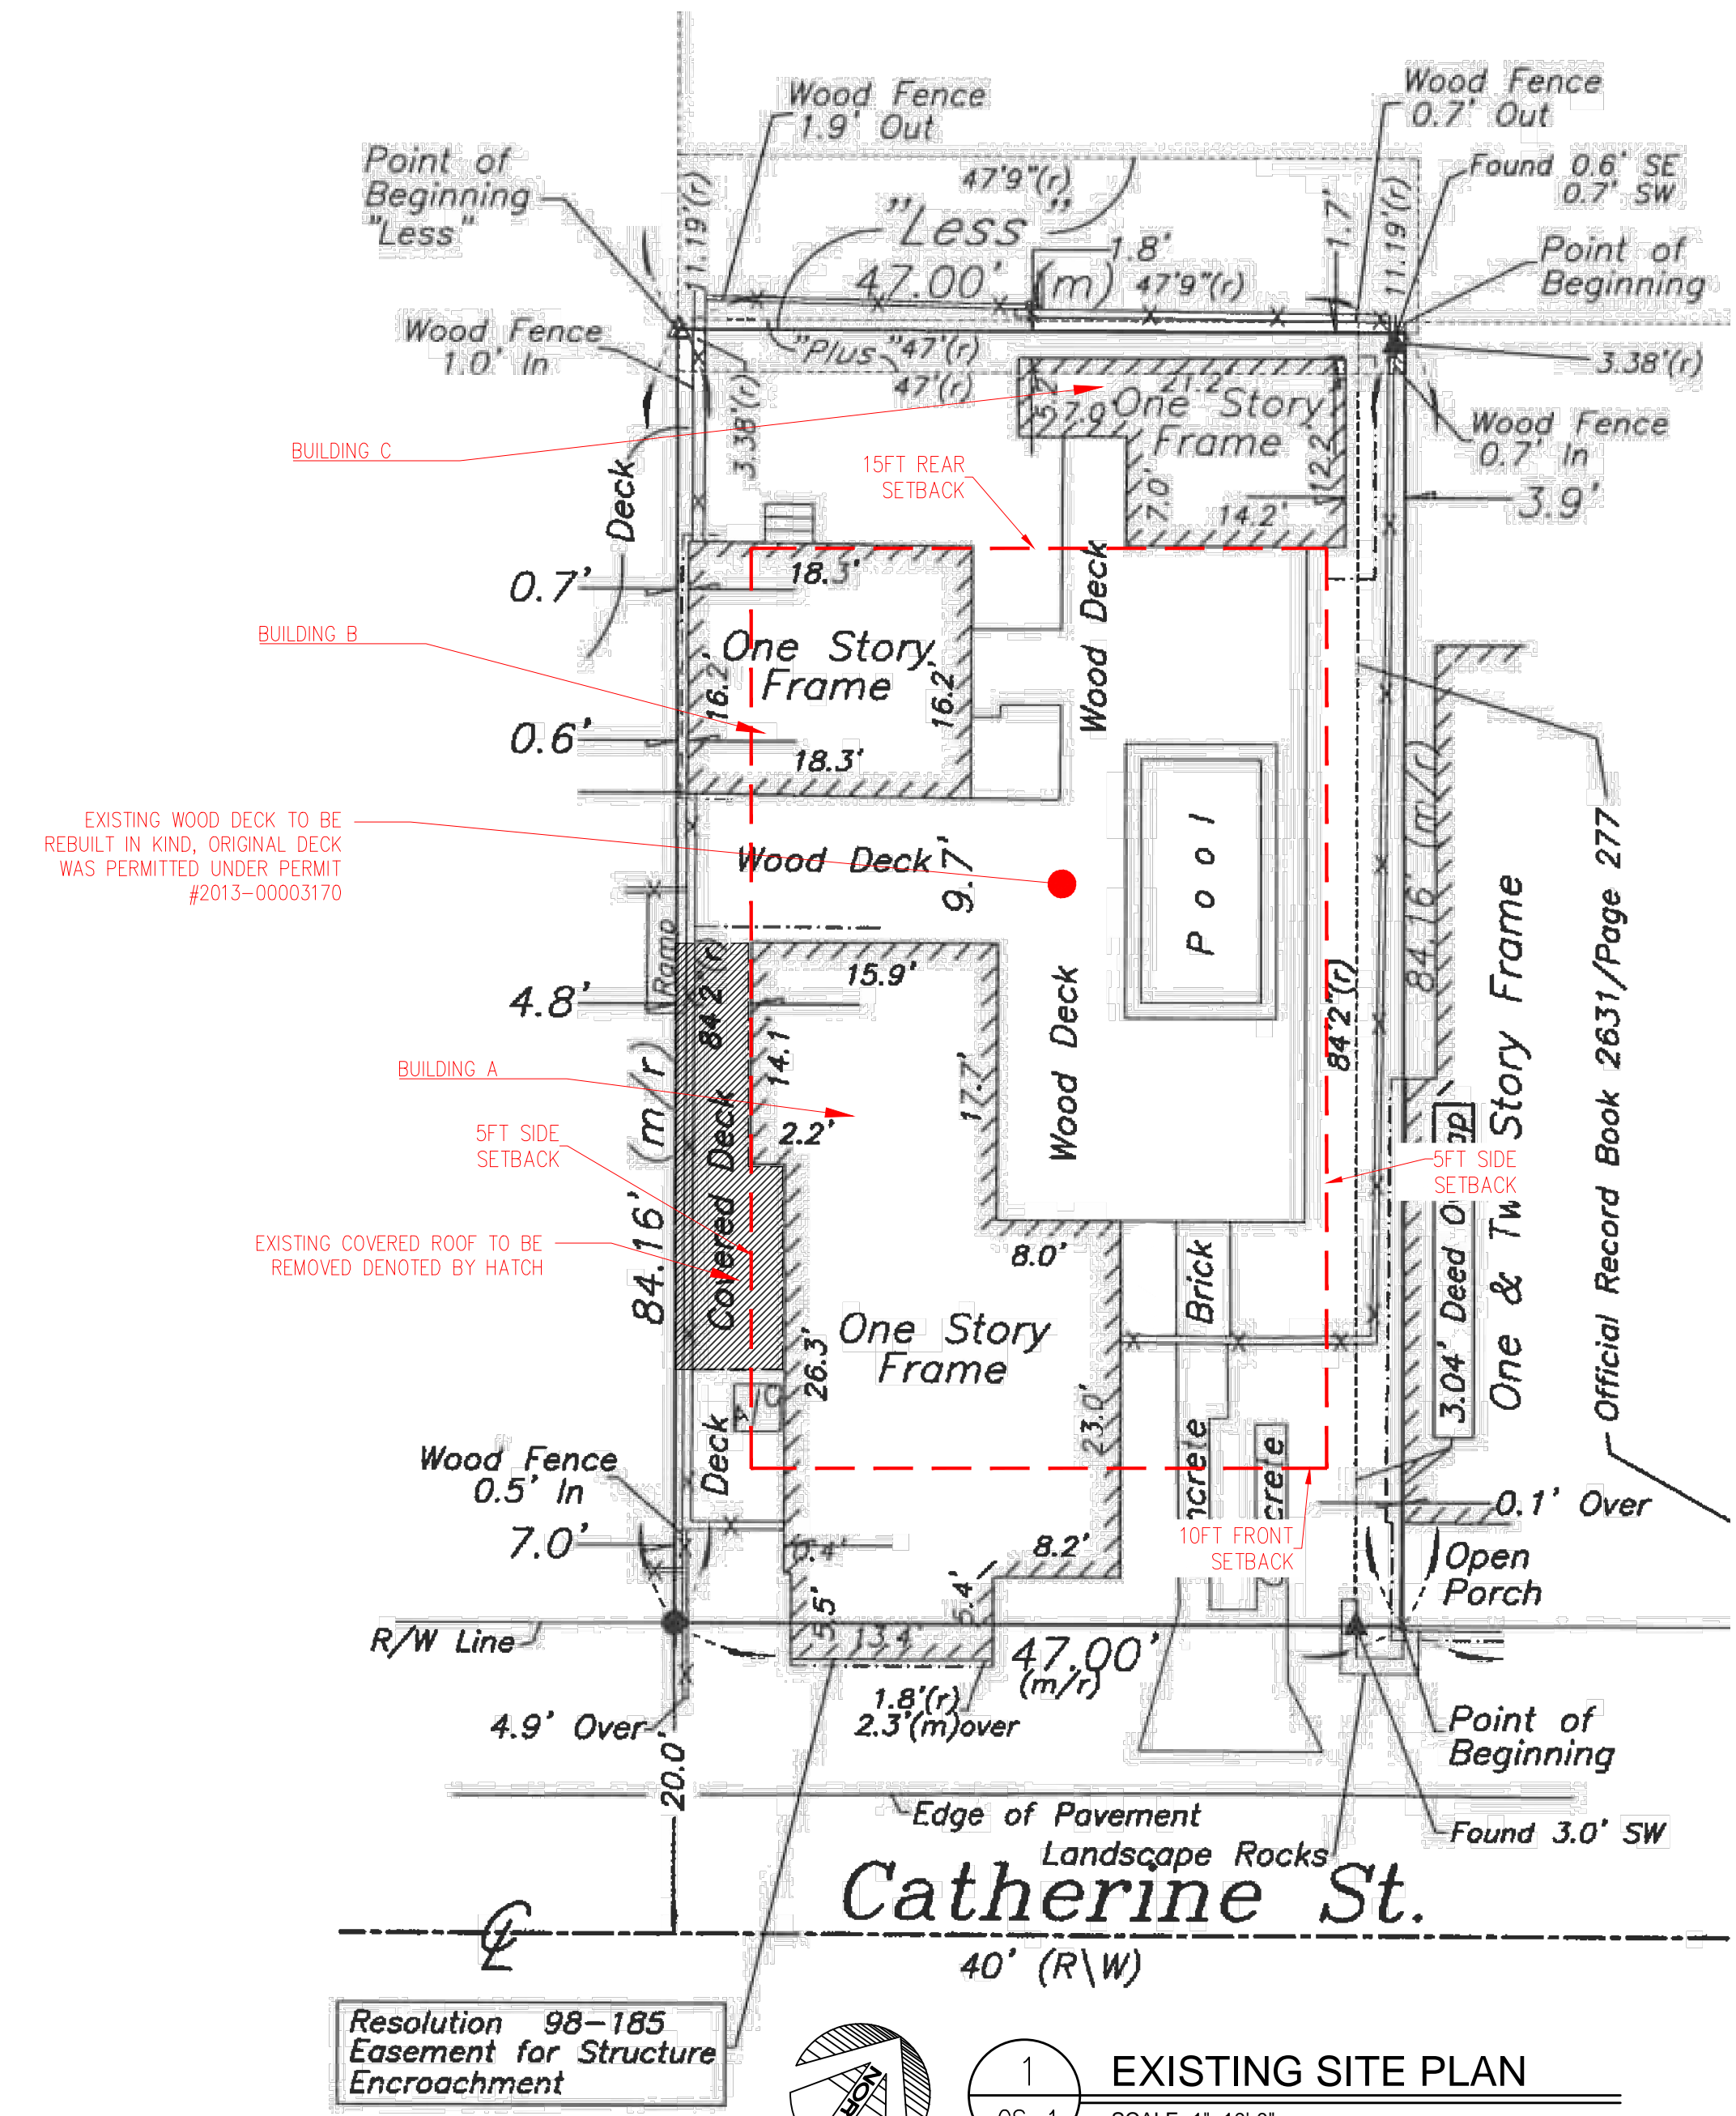 Wood Fence
1.9' Out
Wood Fence
0.7' Out
Point of
Beginning
"Less"
Found 0.6' SE
0.7' SW
47'9"(r)
"Less"
1.8'
1.7'
11.19'(r)
47.00'
(m)
47'9"(r)
Point of
Beginning
Wood Fence
1.0' In
"Plus"
47'(r)
47'(r)
3.38'(r)
3.38'(r)
21.2'
One Story
Frame
12.2'
7.0'
14.2'
Wood Fence
0.7' In
3.9'
BUILDING C
15FT REAR
SETBACK
Deck
0.7'
18.3'
Wood Deck
BUILDING B
One Story
Frame
16.2'
16.2'
0.6'
18.3'
EXISTING WOOD DECK TO BE
REBUILT IN KIND, ORIGINAL DECK
WAS PERMITTED UNDER PERMIT
#2013-00003170
Wood Deck
9.7'
Pool
84.16' (m/r)
One & Two Story Frame
Official Record Book 2631/Page 277
Ramp
4.8'
15.9'
84'2"(r)
84'2"(r)
BUILDING A
14.1'
17.7'
Wood Deck
2.2'
5FT SIDE
SETBACK
5FT SIDE
SETBACK
84.16' (m/r)
Covered Deck
3.04' Deed
EXISTING COVERED ROOF TO BE
REMOVED DENOTED BY HATCH
8.0'
Brick
One Story
Frame
26.3'
A/C
23.0'
Deck
Wood Fence
0.5' In
7.0'
0.4'
8.2'
10FT FRONT
SETBACK
0.1' Over
Open
Porch
R/W Line
5.5'
13.4'
5.4'
47.00'
(m/r)
1.8'(r)
2.3'(m)over
4.9' Over
20.0'
Point of
Beginning
Edge of Pavement
Landscape Rocks
Found 3.0' SW
Catherine St.
40' (R\W)
Resolution 98-185
Easement for Structure
Encroachment
1
EXISTING SITE PLAN